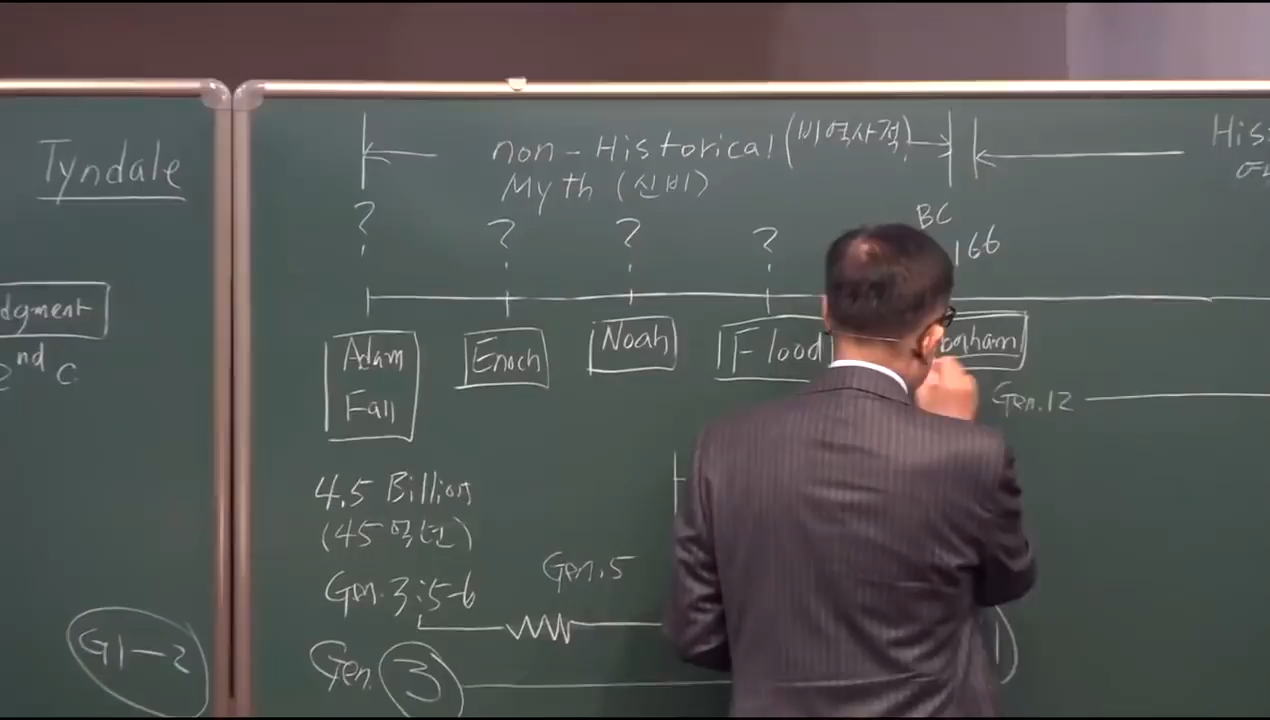 Tyndale
dgment
2nd C
G1-2
non-Historical (비역사적)
Myth (신비)
His
?
?
?
?
BC
166
Adam
Fall
Enoch
Noah
Flood
braham
Gen.12
4.5 Billion
(45억년)
Gen. 3:5-6
Gen.5
Gen. 3